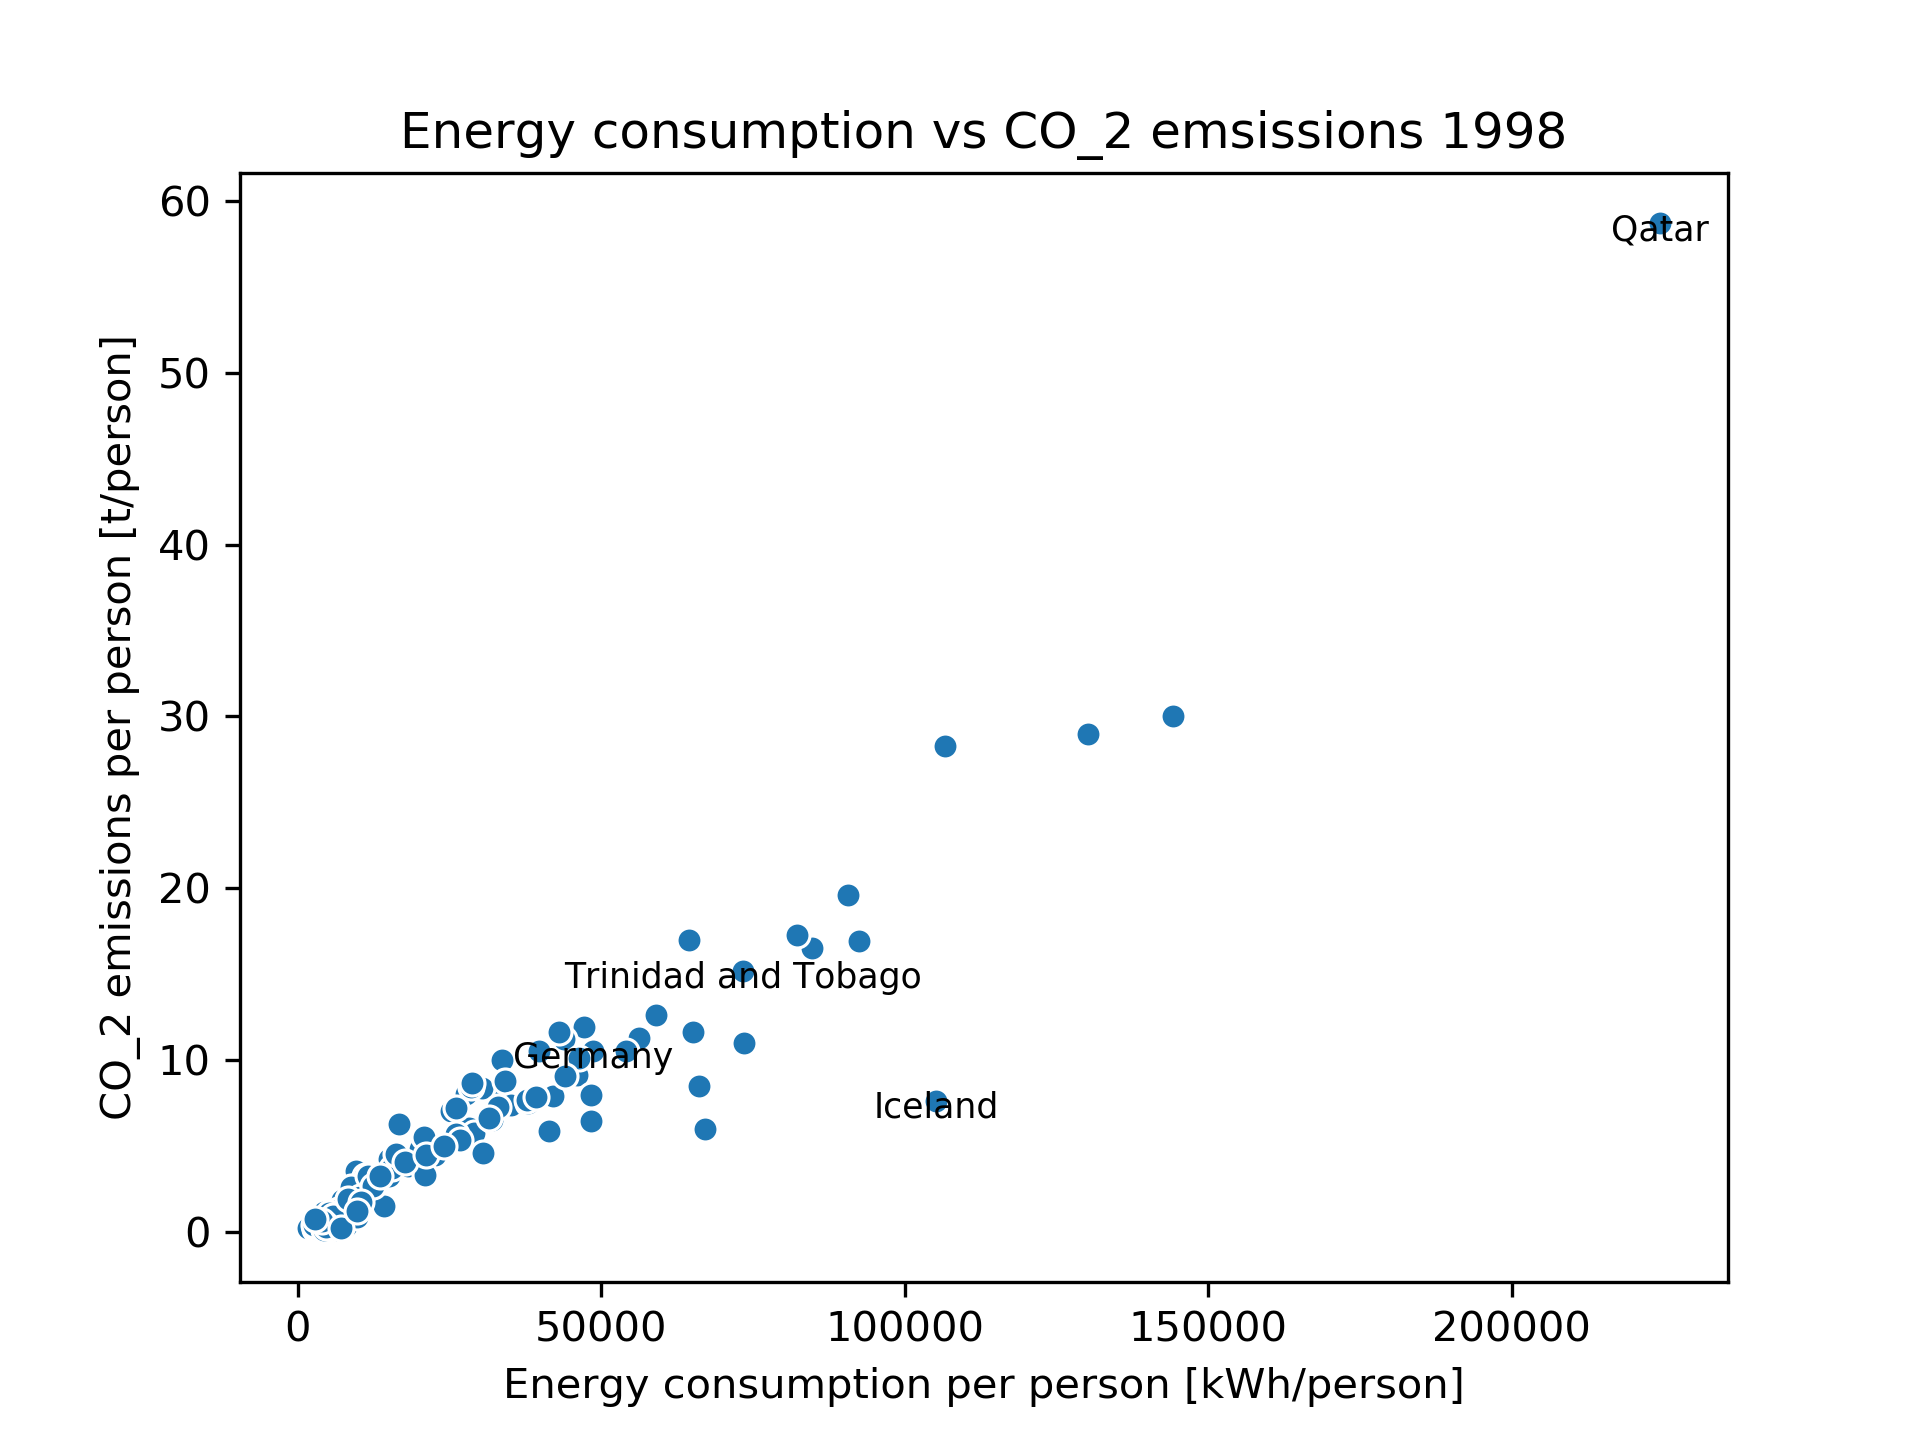 Energy consumption vs CO_2 emsissions 1998
60
50
40
30
20
10
0
CO_2 emissions per person [t/person]
Qatar
Trinidad and Tobago
Germany
Iceland
0 50000 100000 150000 200000
Energy consumption per person [kWh/person]